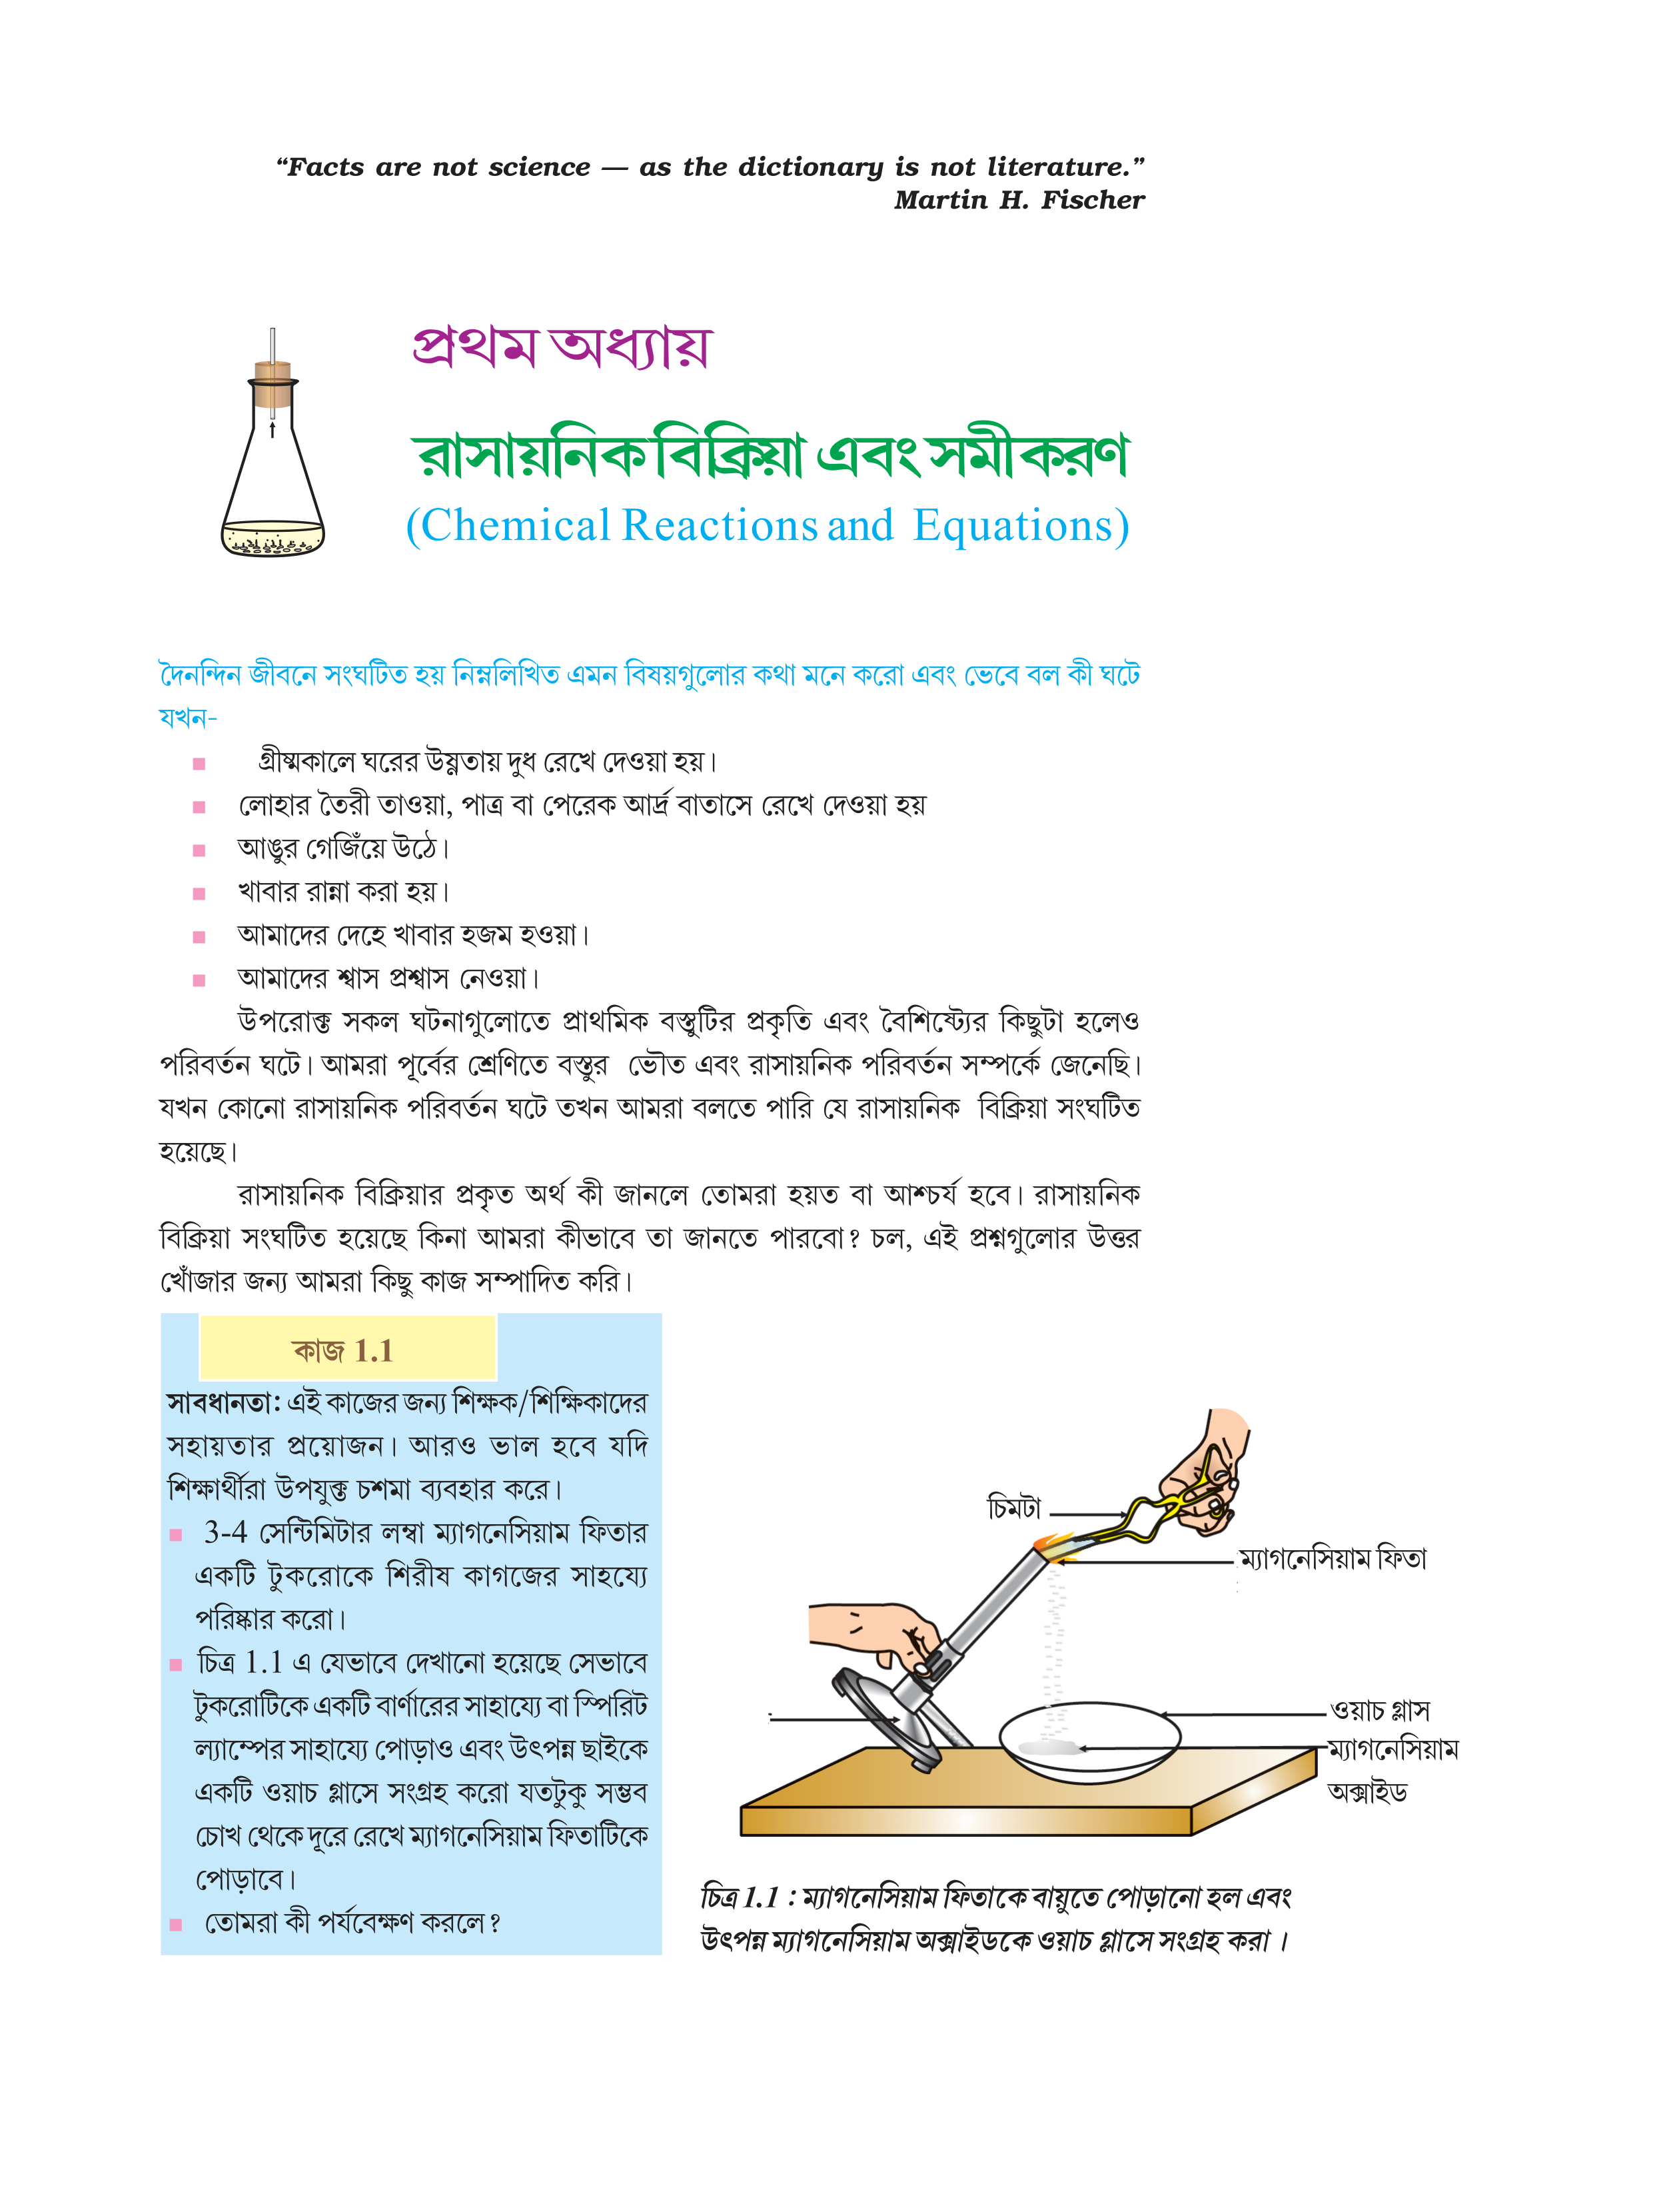 “Facts are not science — as the dictionary is not literature.”
Martin H. Fischer
প্রথম অধ্যায়
রাসায়নিক বিক্রিয়া এবং সমীকরণ
(Chemical Reactions and Equations)
দৈনন্দিন জীবনে সংঘটিত হয় নিম্নলিখিত এমন বিষয়গুলোর কথা মনে করো এবং ভেবে বল কী ঘটে
যখন-
■ গ্রীষ্মকালে ঘরের উষ্ণতায় দুধ রেখে দেওয়া হয়।
■ লোহার তৈরী তাওয়া, পাত্র বা পেরেক আর্দ্র বাতাসে রেখে দেওয়া হয়
■ আঙুর গেজিঁয়ে উঠে।
■ খাবার রান্না করা হয়।
■ আমাদের দেহে খাবার হজম হওয়া।
■ আমাদের শ্বাস প্রশ্বাস নেওয়া।
উপরোক্ত সকল ঘটনাগুলোতে প্রাথমিক বস্তুটির প্রকৃতি এবং বৈশিষ্ট্যের কিছুটা হলেও
পরিবর্তন ঘটে। আমরা পূর্বের শ্রেণিতে বস্তুর ভৌত এবং রাসায়নিক পরিবর্তন সম্পর্কে জেনেছি।
যখন কোনো রাসায়নিক পরিবর্তন ঘটে তখন আমরা বলতে পারি যে রাসায়নিক বিক্রিয়া সংঘটিত
হয়েছে।
রাসায়নিক বিক্রিয়ার প্রকৃত অর্থ কী জানলে তোমরা হয়ত বা আশ্চর্য হবে। রাসায়নিক
বিক্রিয়া সংঘটিত হয়েছে কিনা আমরা কীভাবে তা জানতে পারবো? চল, এই প্রশ্নগুলোর উত্তর
খোঁজার জন্য আমরা কিছু কাজ সম্পাদিত করি।
কাজ 1.1
সাবধানতা: এই কাজের জন্য শিক্ষক/শিক্ষিকাদের
সহায়তার প্রয়োজন। আরও ভাল হবে যদি
শিক্ষার্থীরা উপযুক্ত চশমা ব্যবহার করে।
■ 3-4 সেন্টিমিটার লম্বা ম্যাগনেসিয়াম ফিতার
একটি টুকরোকে শিরীষ কাগজের সাহয্যে
পরিষ্কার করো।
■ চিত্র 1.1 এ যেভাবে দেখানো হয়েছে সেভাবে
টুকরোটিকে একটি বার্ণারের সাহায্যে বা স্পিরিট
ল্যাম্পের সাহায্যে পোড়াও এবং উৎপন্ন ছাইকে
একটি ওয়াচ গ্লাসে সংগ্রহ করো যতটুকু সম্ভব
চোখ থেকে দূরে রেখে ম্যাগনেসিয়াম ফিতাটিকে
পোড়াবে।
■ তোমরা কী পর্যবেক্ষণ করলে?
চিমটা
ম্যাগনেসিয়াম ফিতা
ওয়াচ গ্লাস
ম্যাগনেসিয়াম
অক্সাইড
চিত্র 1.1 : ম্যাগনেসিয়াম ফিতাকে বায়ুতে পোড়ানো হল এবং
উৎপন্ন ম্যাগনেসিয়াম অক্সাইডকে ওয়াচ গ্লাসে সংগ্রহ করা ।